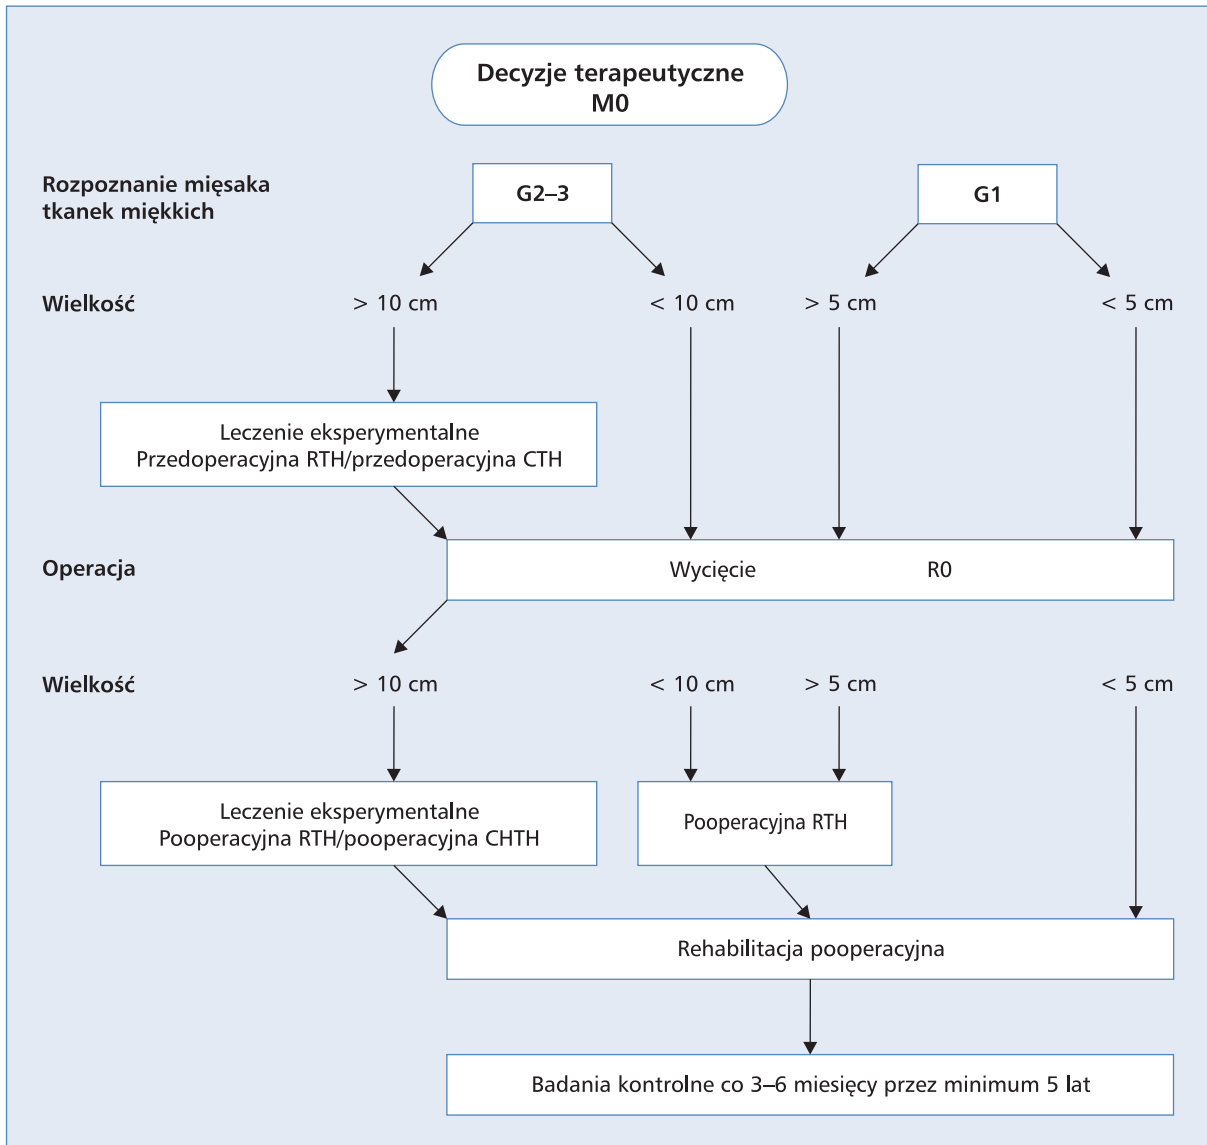 Decyzje terapeutyczne
M0
Rozpoznanie mięsaka
tkanek miękkich
G2–3
G1
Wielkość
> 10 cm
< 10 cm
> 5 cm
< 5 cm
Leczenie eksperymentalne
Przedoperacyjna RTH/przedoperacyjna CTH
Operacja
Wycięcie R0
Wielkość
> 10 cm
< 10 cm
> 5 cm
< 5 cm
Leczenie eksperymentalne
Pooperacyjna RTH/pooperacyjna CHTH
Pooperacyjna RTH
Rehabilitacja pooperacyjna
Badania kontrolne co 3–6 miesięcy przez minimum 5 lat